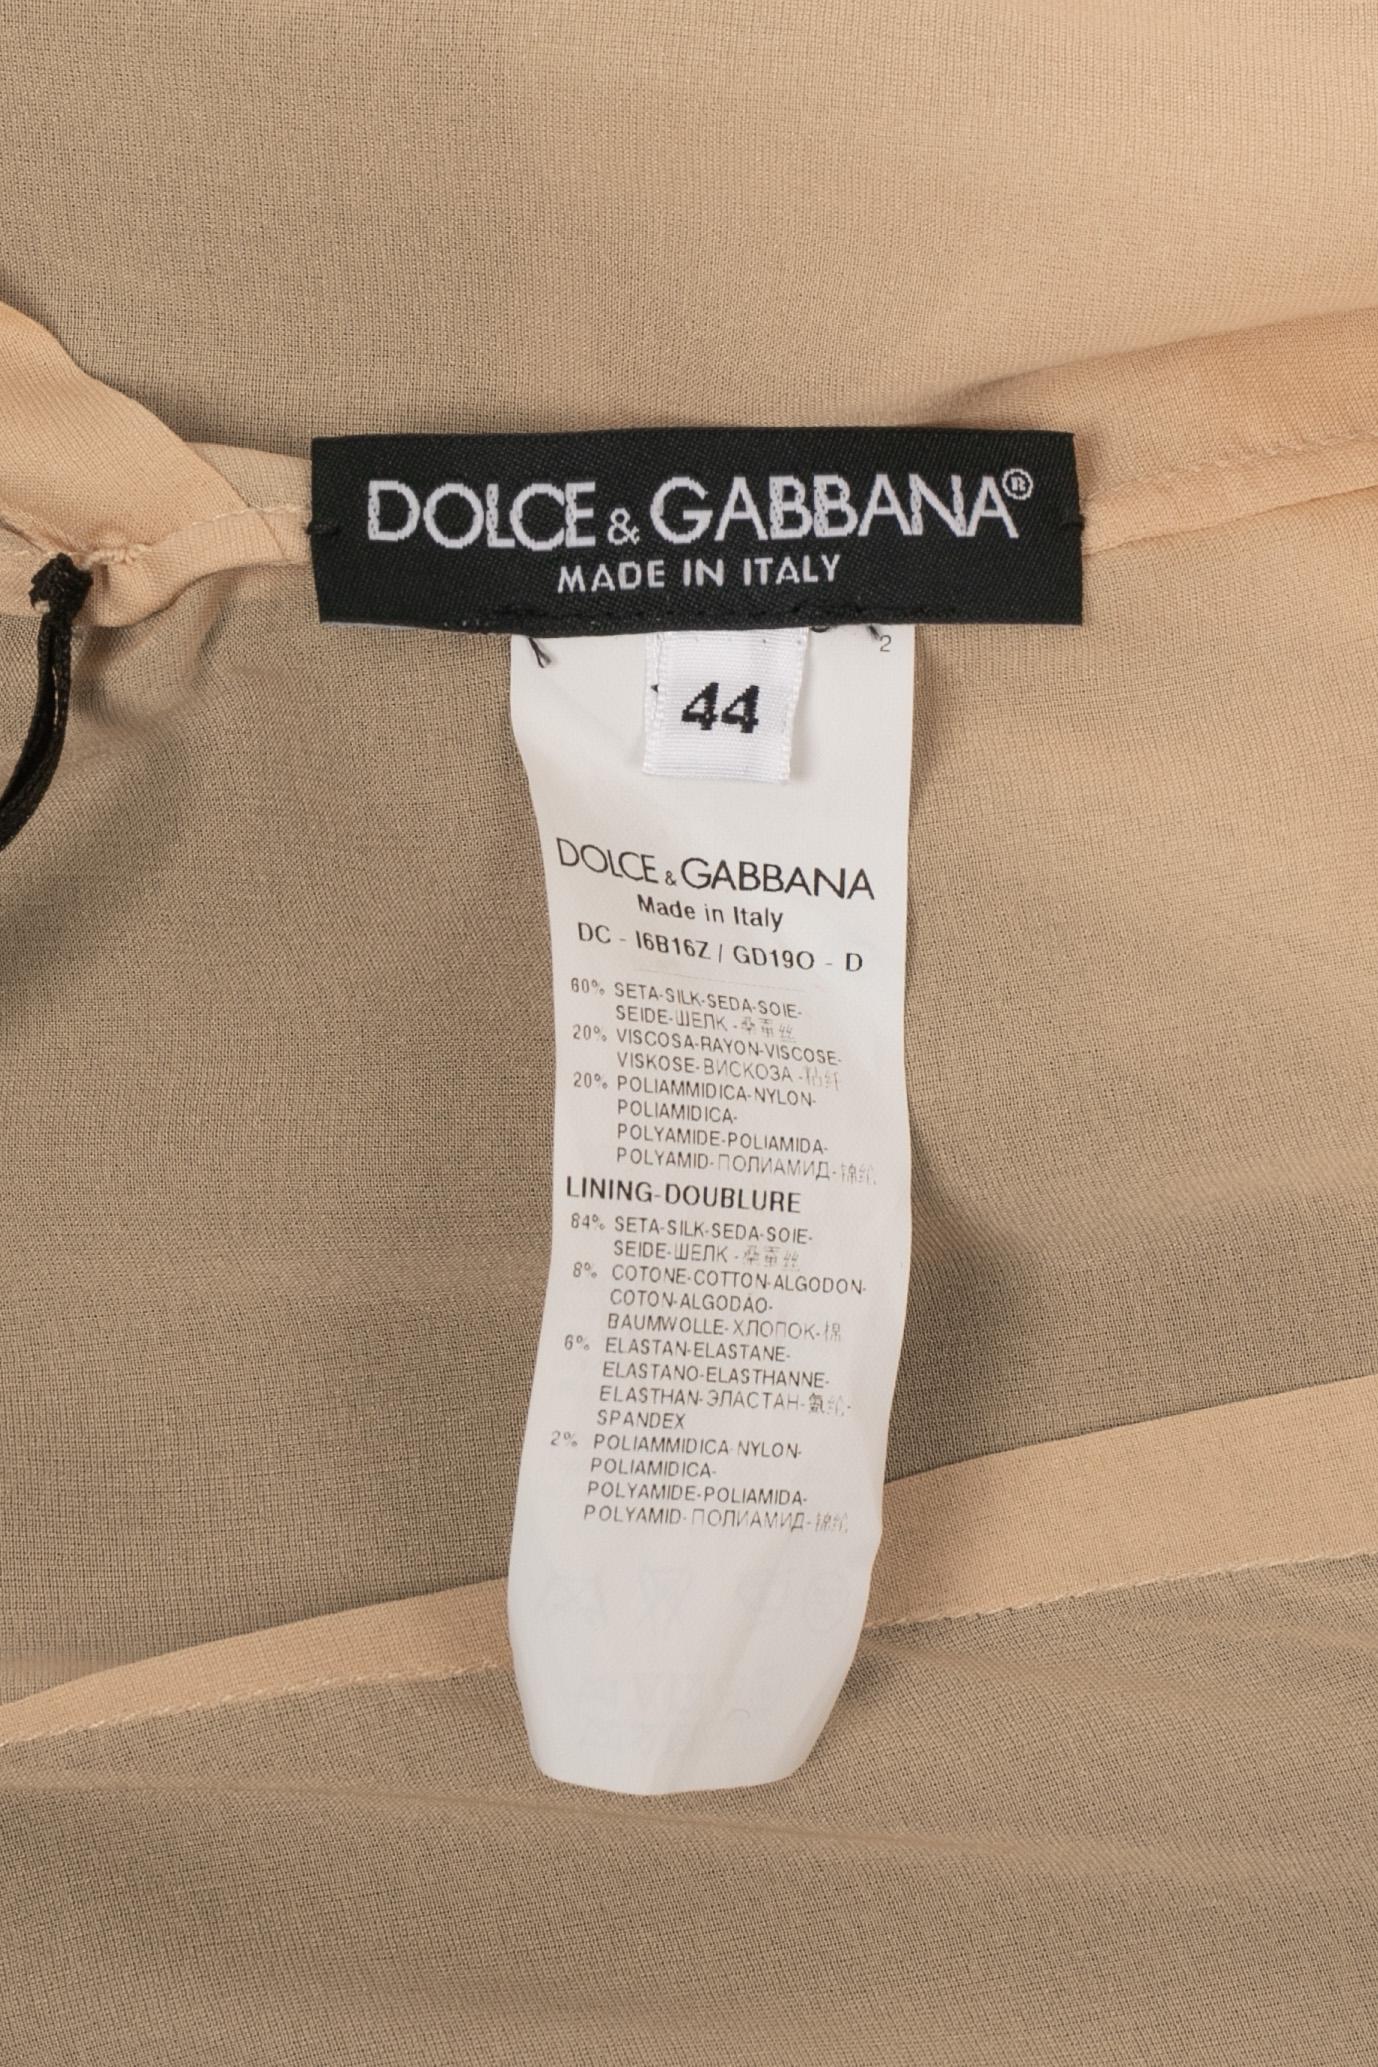 DOLCE & GABBANA®
MADE IN ITALY
2
44
DOLCE & GABBANA
Made in Italy
DC - I6B16Z / GD19O - D
60% SETA-SILK-SEDA-SOIE-
SEIDE-ШЕЛК -桑蚕丝
20% VISCOSA-RAYON-VISCOSE-
VISKOSE-ВИСКОЗА -粘纤
20% POLIAMMIDICA-NYLON-
POLIAMIDICA-
POLYAMIDE-POLIAMIDA-
POLYAMID-ПОЛИАМИД-锦纶
LINING-DOUBLURE
84% SETA-SILK-SEDA-SOIE-
SEIDE-ШЕЛК -桑蚕丝
8% COTONE-COTTON-ALGODON-
COTON-ALGODAO-
BAUMWOLLE-ХЛОПОК-棉
6% ELASTAN-ELASTANE-
ELASTANO-ELASTHANNE-
ELASTHAN-ЭЛАСТАН-氨纶-
SPANDEX
2% POLIAMMIDICA-NYLON-
POLIAMIDICA-
POLYAMIDE-POLIAMIDA-
POLYAMID-ПОЛИАМИД-锦纶